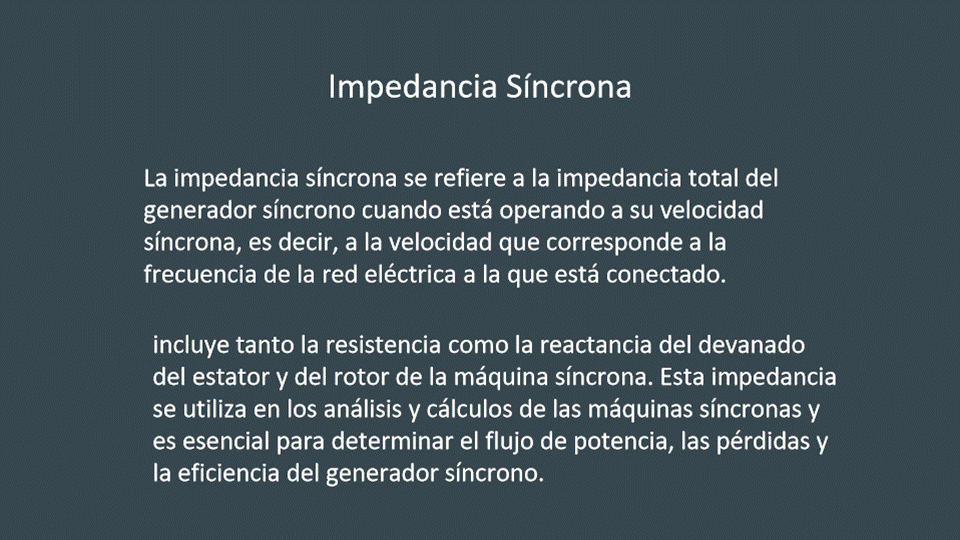 Impedancia Síncrona
La impedancia síncrona se refiere a la impedancia total del
generador síncrono cuando está operando a su velocidad
síncrona, es decir, a la velocidad que corresponde a la
frecuencia de la red eléctrica a la que está conectado.
incluye tanto la resistencia como la reactancia del devanado
del estator y del rotor de la máquina síncrona. Esta impedancia
se utiliza en los análisis y cálculos de las máquinas síncronas y
es esencial para determinar el flujo de potencia, las pérdidas y
la eficiencia del generador síncrono.